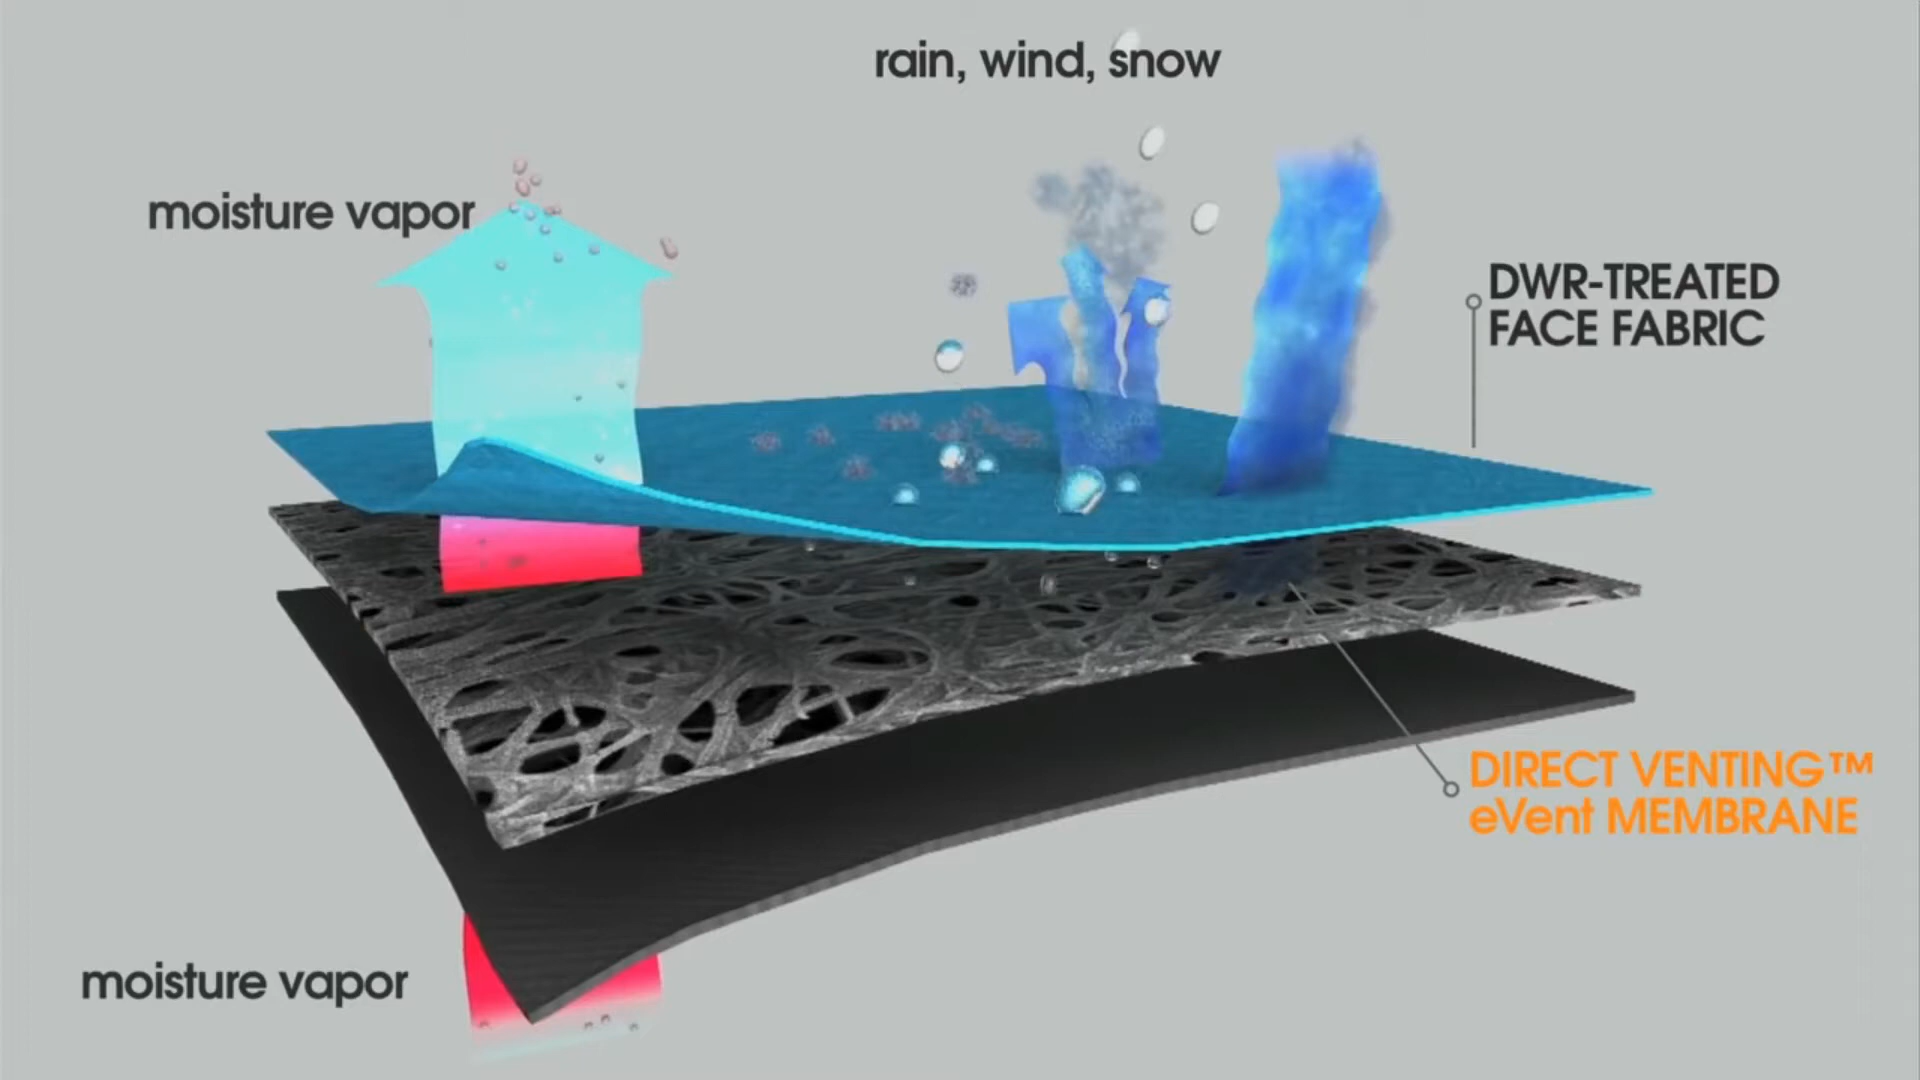 rain, wind, snow
moisture vapor
DWR-TREATED
FACE FABRIC
DIRECT VENTING™
eVent MEMBRANE
moisture vapor